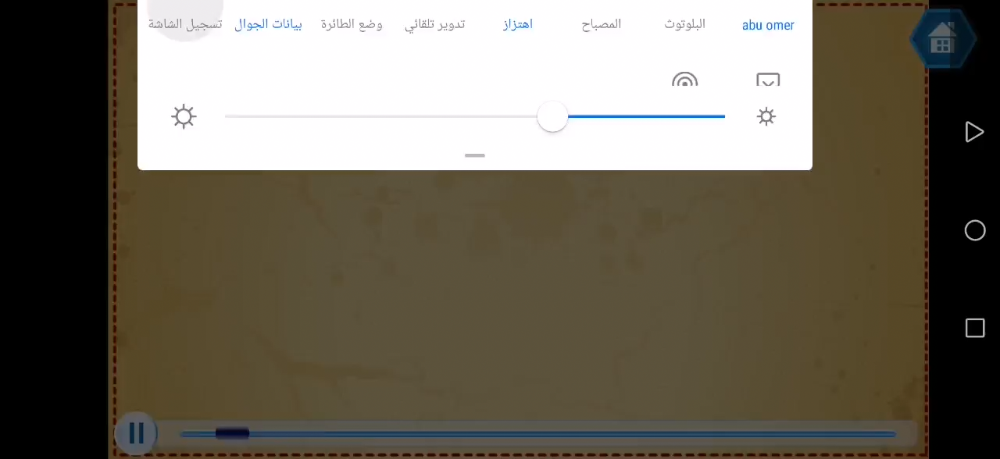 abu omer البلوتوث المصباح اهتزاز تدوير تلقائي وضع الطائرة بيانات الجوال تسجيل الشاشة